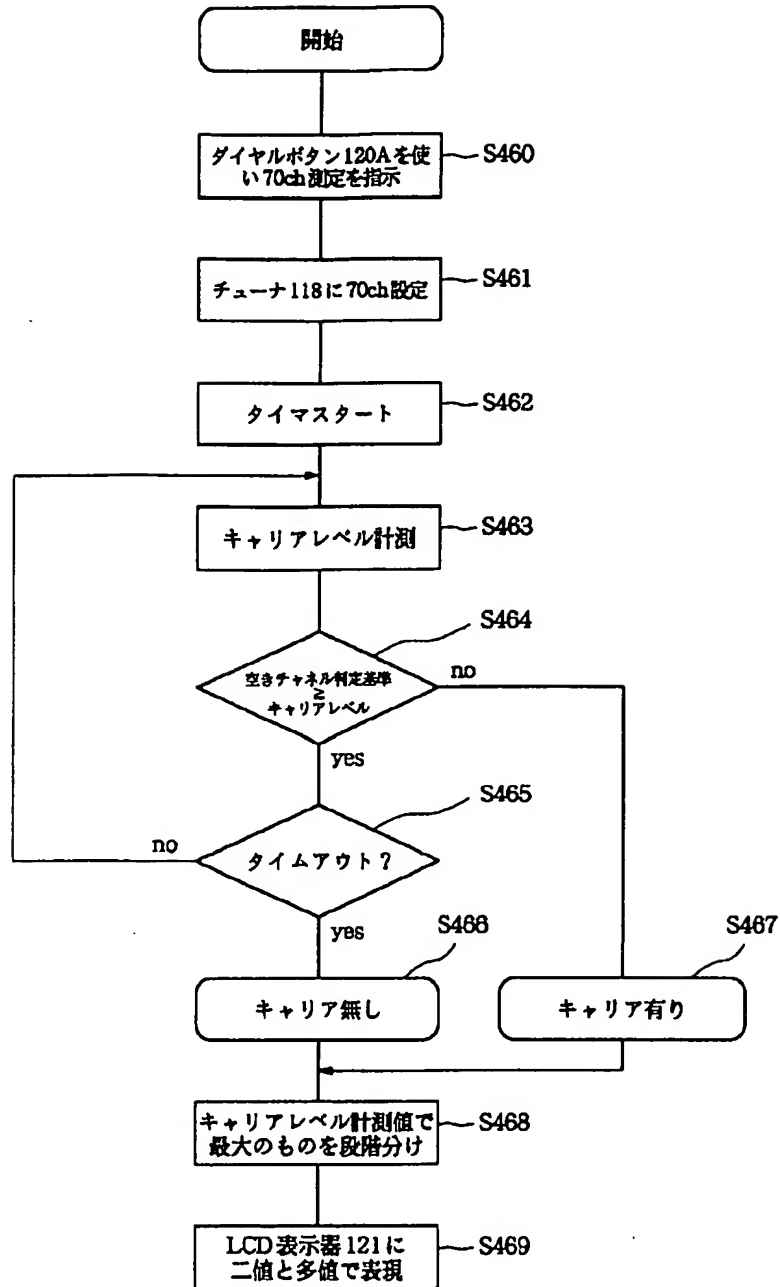 開始
ダイヤルボタン120Aを使
い70ch測定を指示
S460
チューナ118に70ch設定
S461
タイマスタート
S462
キャリアレベル計測
S463
S464
空きチャネル判定基準
≧
キャリアレベル
no
yes
S465
タイムアウト?
no
yes
S466
キャリア無し
S467
キャリア有り
キャリアレベル計測値で
最大のものを段階分け
S468
LCD表示器121に
二値と多値で表現
S469